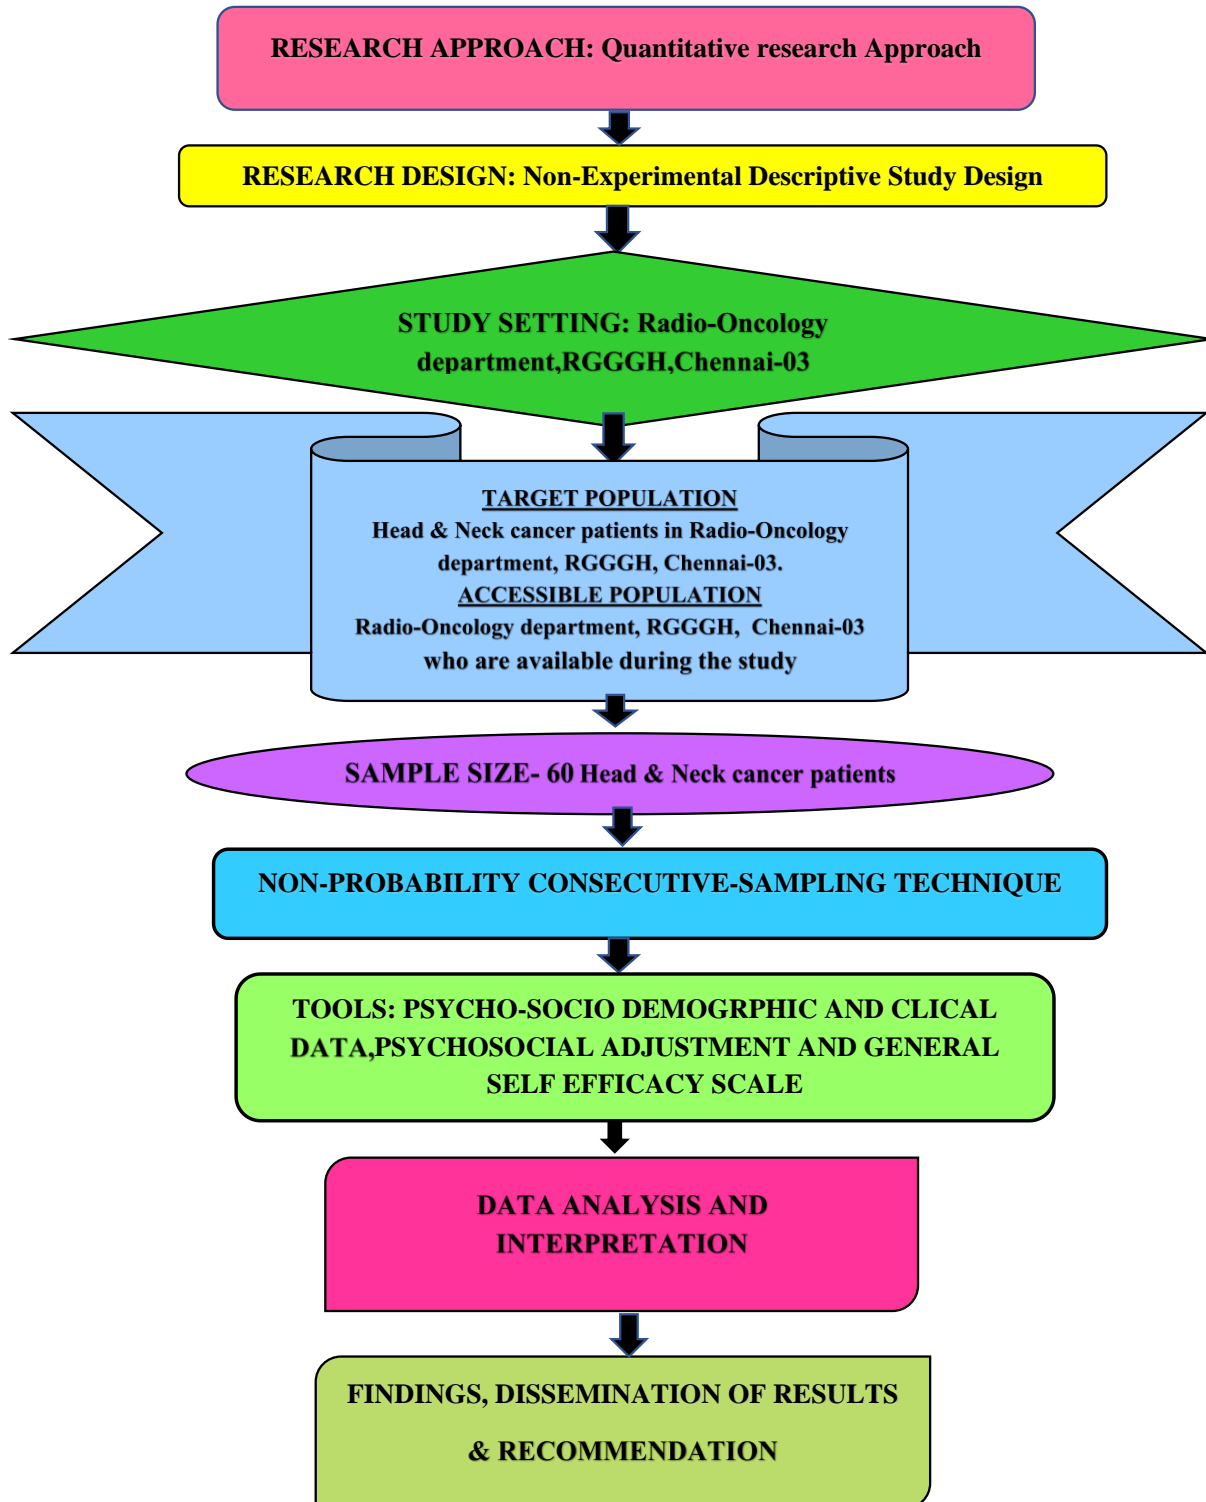 RESEARCH APPROACH: Quantitative research Approach
RESEARCH DESIGN: Non-Experimental Descriptive Study Design
STUDY SETTING: Radio-Oncology
department,RGGGH,Chennai-03
TARGET POPULATION
Head & Neck cancer patients in Radio-Oncology
department, RGGGH, Chennai-03.
ACCESSIBLE POPULATION
Radio-Oncology department, RGGGH, Chennai-03
who are available during the study
SAMPLE SIZE- 60 Head & Neck cancer patients
NON-PROBABILITY CONSECUTIVE-SAMPLING TECHNIQUE
TOOLS: PSYCHO-SOCIO DEMOGRPHIC AND CLICAL
DATA,PSYCHOSOCIAL ADJUSTMENT AND GENERAL
SELF EFFICACY SCALE
DATA ANALYSIS AND
INTERPRETATION
FINDINGS, DISSEMINATION OF RESULTS
& RECOMMENDATION